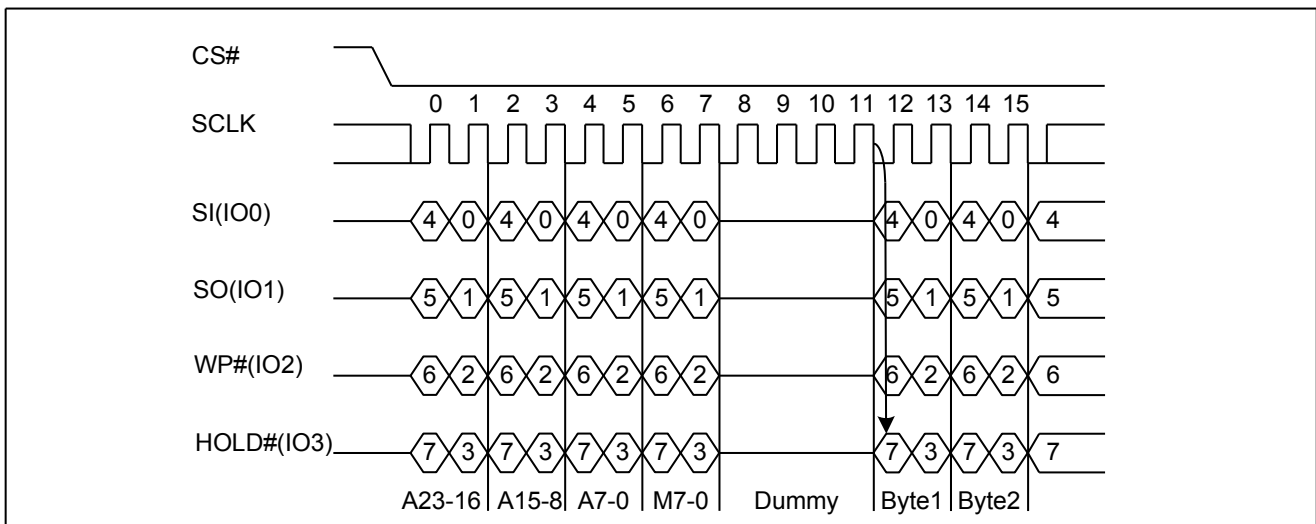 CS#
0 1 2 3 4 5 6 7 8 9 10 11 12 13 14 15
SCLK
SI(IO0) 4 0 4 0 4 0 4 0 4 0 4 0 4
SO(IO1) 5 1 5 1 5 1 5 1 5 1 5 1 5
WP#(IO2) 6 2 6 2 6 2 6 2 6 2 6 2 6
HOLD#(IO3) 7 3 7 3 7 3 7 3 7 3 7 3 7
A23-16 A15-8 A7-0 M7-0 Dummy Byte1 Byte2